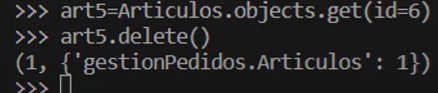 >>> art5=Articulos.objects.get(id=6)
>>> art5.delete()
(1, {'gestionPedidos.Articulos': 1})
>>>